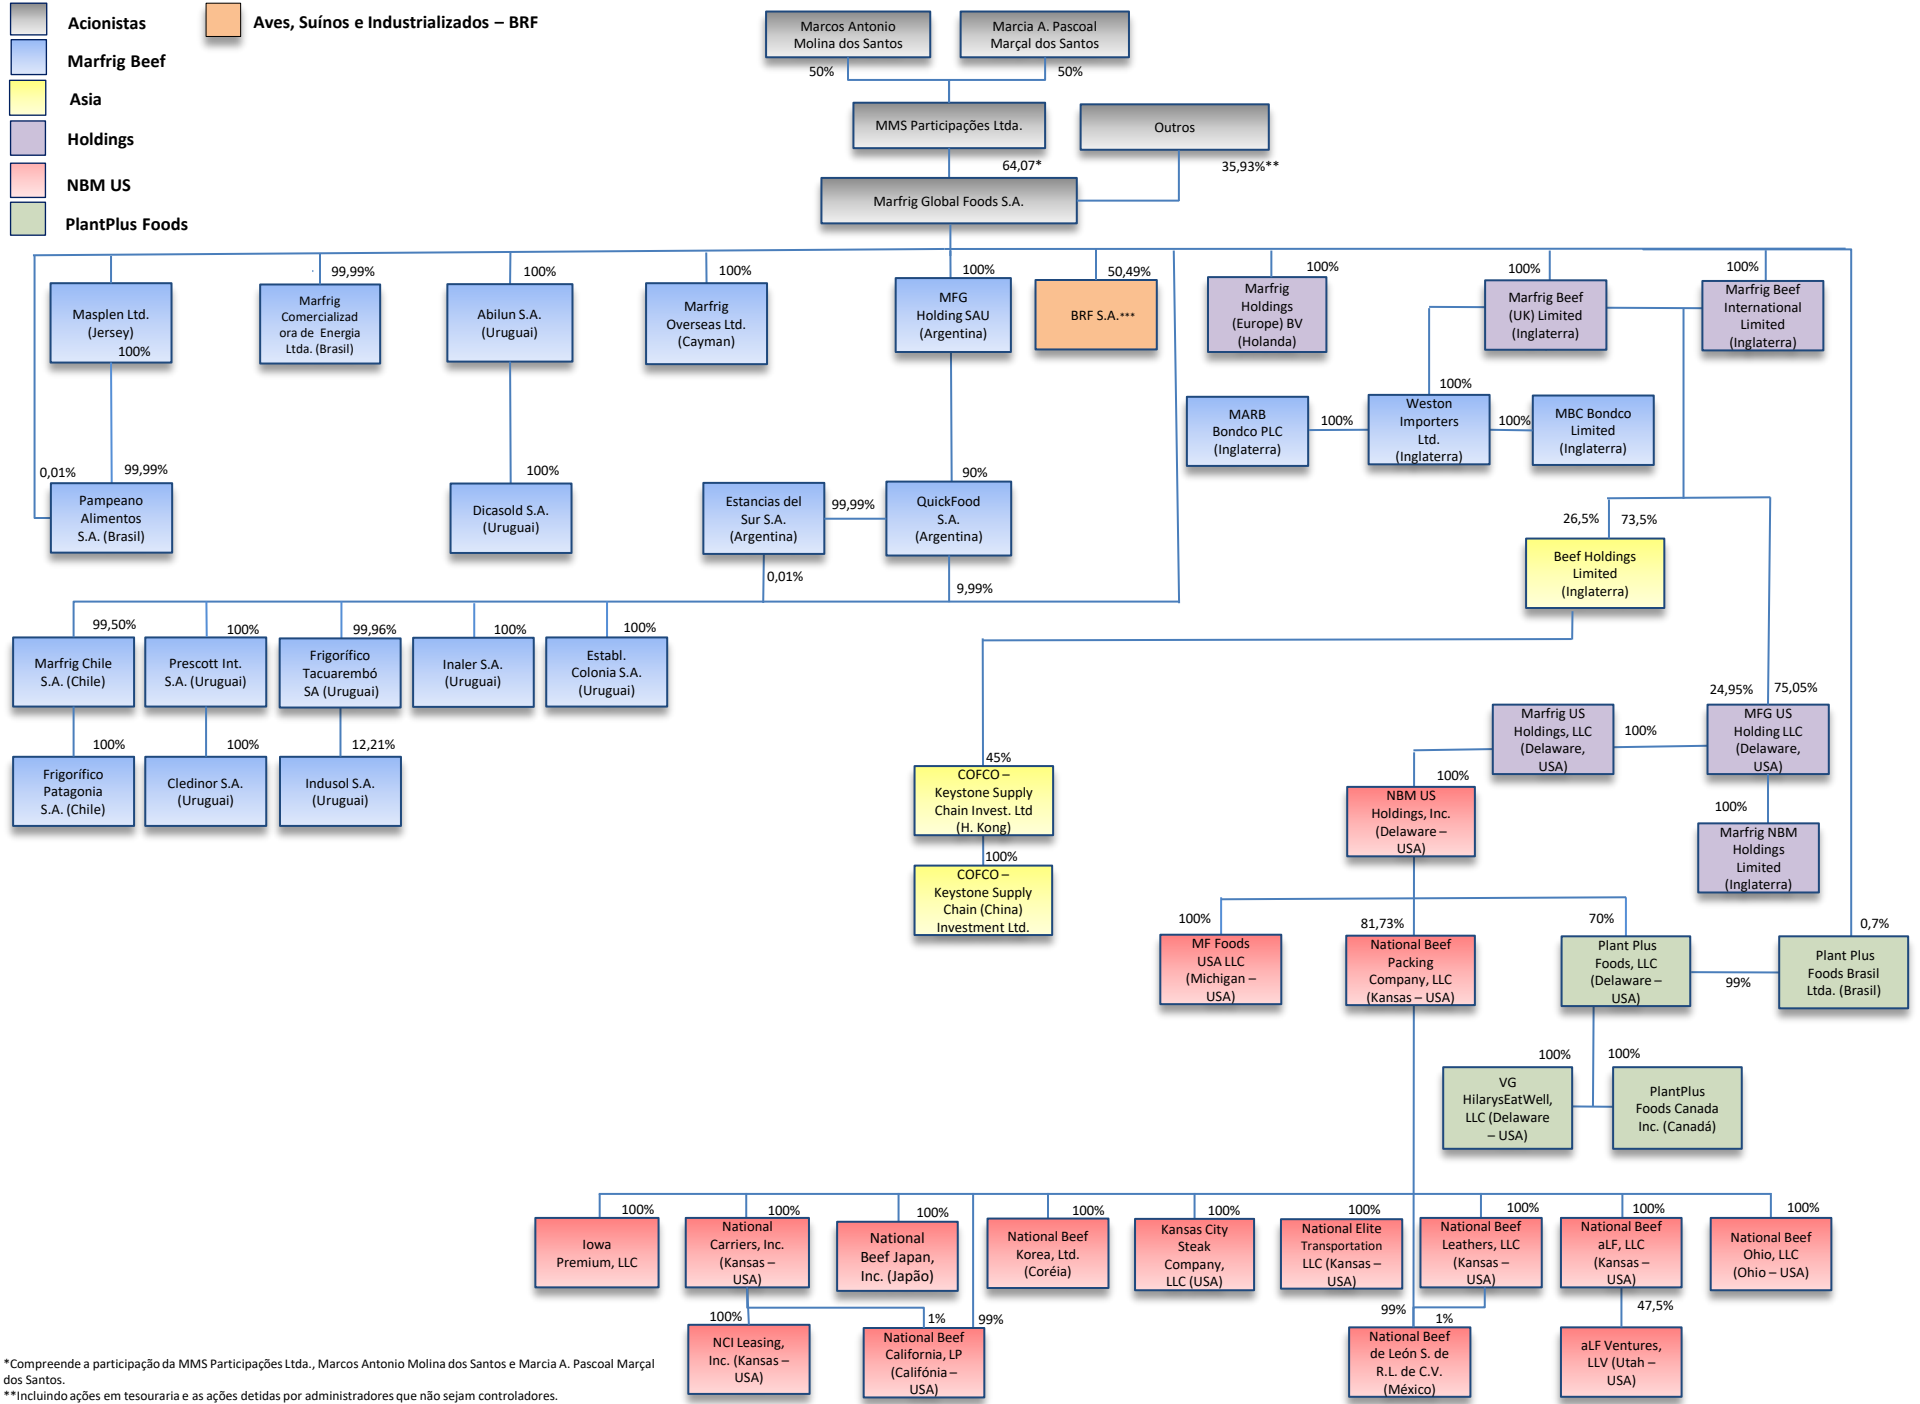 Acionistas
Aves, Suínos e Industrializados – BRF
Marfrig Beef
Asia
Holdings
NBM US
PlantPlus Foods
Marcos Antonio
Molina dos Santos
Marcia A. Pascoal
Marçal dos Santos
50%
50%
MMS Participações Ltda.
Outros
64,07*
35,93%**
Marfrig Global Foods S.A.
99,99%
100%
100%
100%
50,49%
100%
100%
100%
Masplen Ltd.
(Jersey)
100%
Marfrig
Comercializad
ora de Energia
Ltda. (Brasil)
Abilun S.A.
(Uruguai)
Marfrig
Overseas Ltd.
(Cayman)
MFG
Holding SAU
(Argentina)
BRF S.A.***
Marfrig
Holdings
(Europe) BV
(Holanda)
Marfrig Beef
(UK) Limited
(Inglaterra)
Marfrig Beef
International
Limited
(Inglaterra)
100%
MARB
Bondco PLC
(Inglaterra)
100%
Weston
Importers
Ltd.
(Inglaterra)
100%
MBC Bondco
Limited
(Inglaterra)
0,01%
99,99%
100%
90%
Pampeano
Alimentos
S.A. (Brasil)
Dicasold S.A.
(Uruguai)
Estancias del
Sur S.A.
(Argentina)
99,99%
QuickFood
S.A.
(Argentina)
26,5%
73,5%
Beef Holdings
Limited
(Inglaterra)
0,01%
9,99%
99,50%
100%
99,96%
100%
100%
Marfrig Chile
S.A. (Chile)
Prescott Int.
S.A. (Uruguai)
Frigorífico
Tacuarembó
SA (Uruguai)
Inaler S.A.
(Uruguai)
Establ.
Colonia S.A.
(Uruguai)
100%
100%
12,21%
Frigorífico
Patagonia
S.A. (Chile)
Cledinor S.A.
(Uruguai)
Indusol S.A.
(Uruguai)
24,95%
75,05%
Marfrig US
Holdings, LLC
(Delaware,
USA)
100%
MFG US
Holding LLC
(Delaware,
USA)
45%
COFCO –
Keystone Supply
Chain Invest. Ltd
(H. Kong)
100%
NBM US
Holdings, Inc.
(Delaware –
USA)
100%
Marfrig NBM
Holdings
Limited
(Inglaterra)
100%
COFCO –
Keystone Supply
Chain (China)
Investment Ltd.
100%
81,73%
70%
0,7%
MF Foods
USA LLC
(Michigan –
USA)
National Beef
Packing
Company, LLC
(Kansas – USA)
Plant Plus
Foods, LLC
(Delaware –
USA)
99%
Plant Plus
Foods Brasil
Ltda. (Brasil)
100%
100%
VG
HilarysEatWell,
LLC (Delaware
– USA)
PlantPlus
Foods Canada
Inc. (Canadá)
100%
100%
100%
100%
100%
100%
100%
100%
100%
Iowa
Premium, LLC
National
Carriers, Inc.
(Kansas –
USA)
National
Beef Japan,
Inc. (Japão)
National Beef
Korea, Ltd.
(Coréia)
Kansas City
Steak
Company,
LLC (USA)
National Elite
Transportation
LLC (Kansas –
USA)
National Beef
Leathers, LLC
(Kansas –
USA)
National Beef
aLF, LLC
(Kansas –
USA)
National Beef
Ohio, LLC
(Ohio – USA)
100%
1%
99%
99%
1%
47,5%
NCI Leasing,
Inc. (Kansas –
USA)
National Beef
California, LP
(Califónia –
USA)
National Beef
de León S. de
R.L. de C.V.
(México)
aLF Ventures,
LLV (Utah –
USA)
*Compreende a participação da MMS Participações Ltda., Marcos Antonio Molina dos Santos e Marcia A. Pascoal Marçal
dos Santos.
**Incluindo ações em tesouraria e as ações detidas por administradores que não sejam controladores.